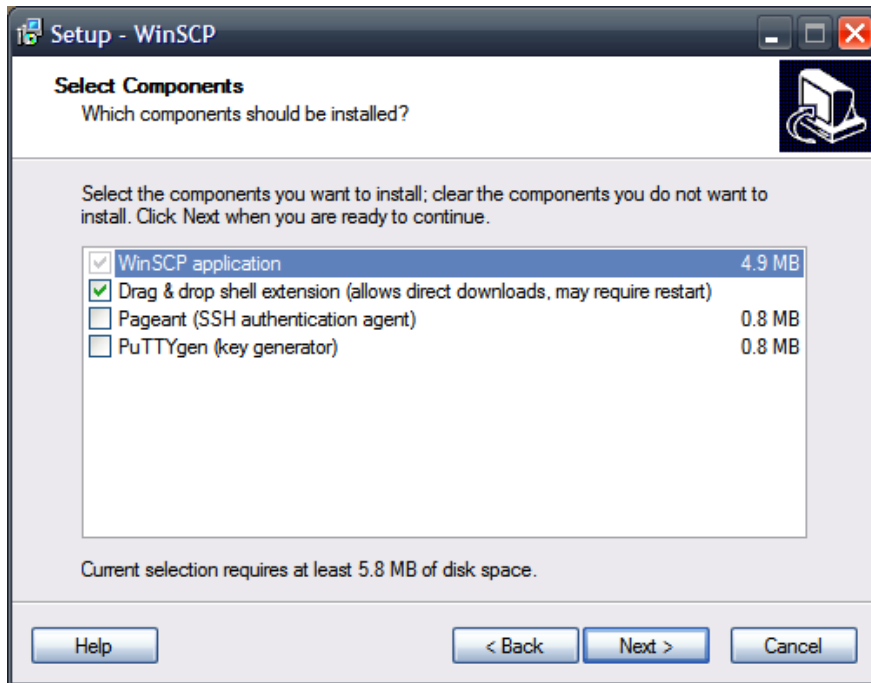 Setup - WinSCP
Select Components
Which components should be installed?
Select the components you want to install; clear the components you do not want to
install. Click Next when you are ready to continue.
WinSCP application 4.9 MB
Drag & drop shell extension (allows direct downloads, may require restart)
Pageant (SSH authentication agent) 0.8 MB
PuTTYgen (key generator) 0.8 MB
Current selection requires at least 5.8 MB of disk space.
Help < Back Next > Cancel